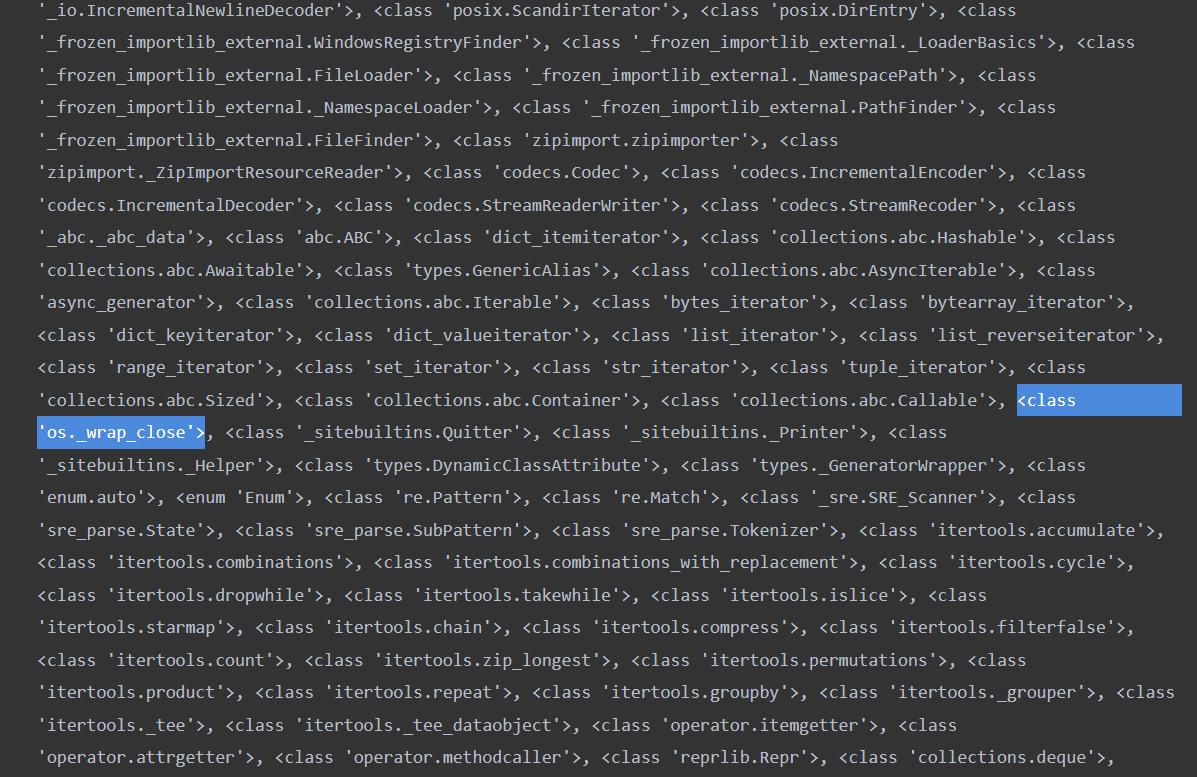 '_io.IncrementalNewlineDecoder'>, <class 'posix.ScandirIterator'>, <class 'posix.DirEntry'>, <class
'_frozen_importlib_external.WindowsRegistryFinder'>, <class '_frozen_importlib_external._LoaderBasics'>, <class
'_frozen_importlib_external.FileLoader'>, <class '_frozen_importlib_external._NamespacePath'>, <class
'_frozen_importlib_external._NamespaceLoader'>, <class '_frozen_importlib_external.PathFinder'>, <class
'_frozen_importlib_external.FileFinder'>, <class 'zipimport.zipimporter'>, <class
'zipimport._ZipImportResourceReader'>, <class 'codecs.Codec'>, <class 'codecs.IncrementalEncoder'>, <class
'codecs.IncrementalDecoder'>, <class 'codecs.StreamReaderWriter'>, <class 'codecs.StreamRecoder'>, <class
'_abc._abc_data'>, <class 'abc.ABC'>, <class 'dict_itemiterator'>, <class 'collections.abc.Hashable'>, <class
'collections.abc.Awaitable'>, <class 'types.GenericAlias'>, <class 'collections.abc.AsyncIterable'>, <class
'async_generator'>, <class 'collections.abc.Iterable'>, <class 'bytes_iterator'>, <class 'bytearray_iterator'>,
<class 'dict_keyiterator'>, <class 'dict_valueiterator'>, <class 'list_iterator'>, <class 'list_reverseiterator'>,
<class 'range_iterator'>, <class 'set_iterator'>, <class 'str_iterator'>, <class 'tuple_iterator'>, <class
'collections.abc.Sized'>, <class 'collections.abc.Container'>, <class 'collections.abc.Callable'>, <class
'os._wrap_close'>, <class '_sitebuiltins.Quitter'>, <class '_sitebuiltins._Printer'>, <class
'_sitebuiltins._Helper'>, <class 'types.DynamicClassAttribute'>, <class 'types._GeneratorWrapper'>, <class
'enum.auto'>, <enum 'Enum'>, <class 're.Pattern'>, <class 're.Match'>, <class '_sre.SRE_Scanner'>, <class
'sre_parse.State'>, <class 'sre_parse.SubPattern'>, <class 'sre_parse.Tokenizer'>, <class 'itertools.accumulate'>,
<class 'itertools.combinations'>, <class 'itertools.combinations_with_replacement'>, <class 'itertools.cycle'>,
<class 'itertools.dropwhile'>, <class 'itertools.takewhile'>, <class 'itertools.islice'>, <class
'itertools.starmap'>, <class 'itertools.chain'>, <class 'itertools.compress'>, <class 'itertools.filterfalse'>,
<class 'itertools.count'>, <class 'itertools.zip_longest'>, <class 'itertools.permutations'>, <class
'itertools.product'>, <class 'itertools.repeat'>, <class 'itertools.groupby'>, <class 'itertools._grouper'>, <class
'itertools._tee'>, <class 'itertools._tee_dataobject'>, <class 'operator.itemgetter'>, <class
'operator.attrgetter'>, <class 'operator.methodcaller'>, <class 'reprlib.Repr'>, <class 'collections.deque'>,